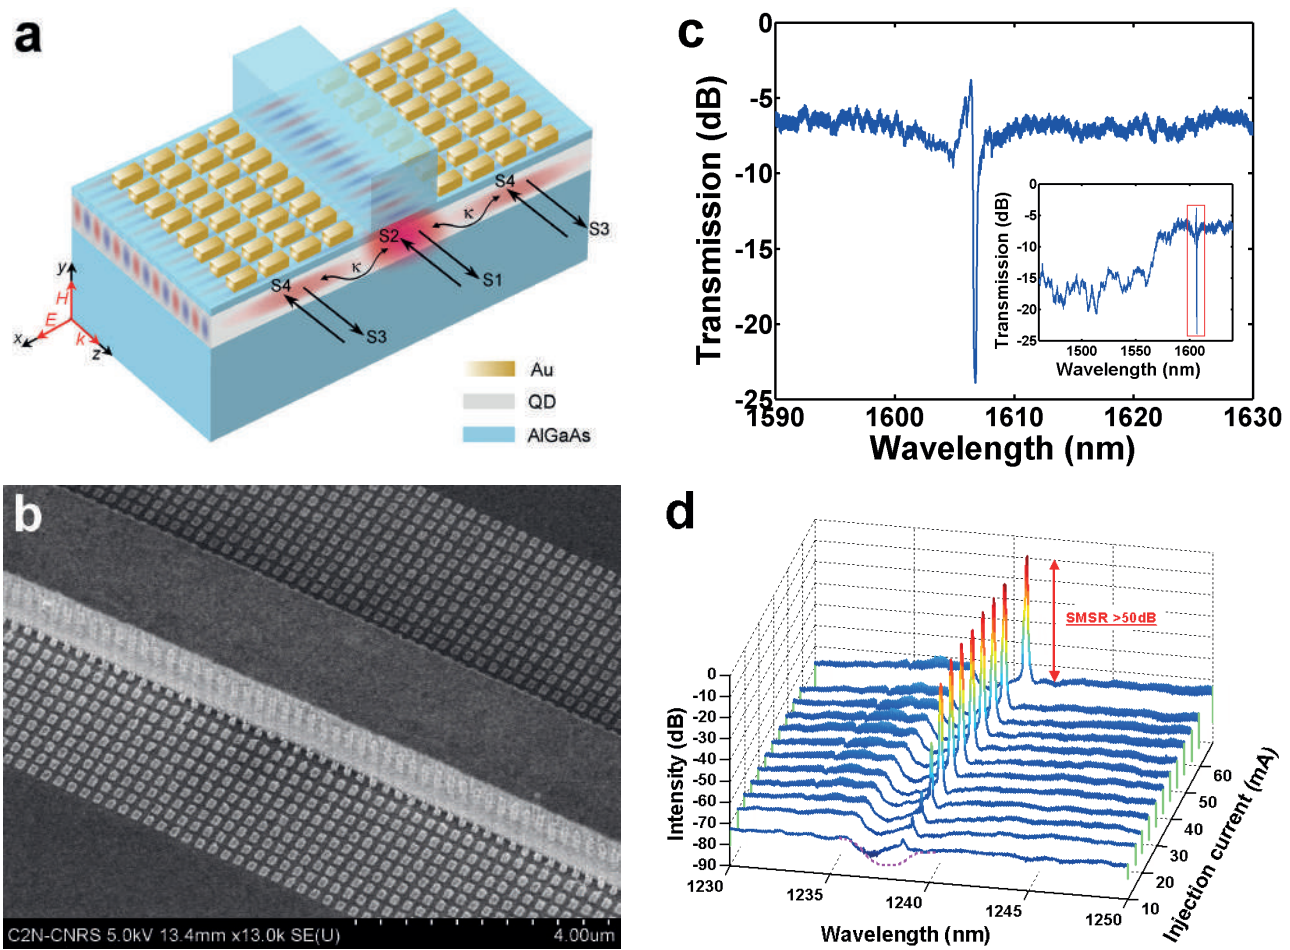 a
S4
S3
κ
S2
κ
S1
S4
S3
y
H
E
x
k
z
Au
QD
AlGaAs
b
C2N-CNRS 5.0kV 13.4mm x13.0k SE(U)
4.00um
c
Transmission (dB)
0
-5
-10
-15
-20
-25
1590
1600
1610
1620
1630
Wavelength (nm)
Transmission (dB)
0
-5
-10
-15
-20
-25
1500
1550
1600
Wavelength (nm)
d
SMSR >50dB
Intensity (dB)
0
-10
-20
-30
-40
-50
-60
-70
-80
-90
1230
1235
1240
1245
1250
Wavelength (nm)
10
20
30
40
50
60
Injection current (mA)